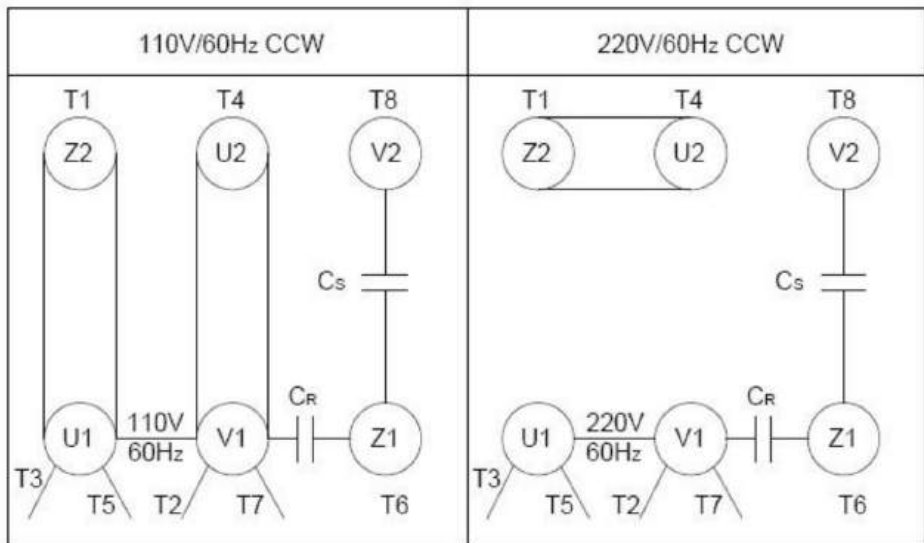 110V/60Hz CCW
T1 T4 T8
Z2 U2 V2
Cs
CR
110V
U1 V1 Z1
60Hz
T3 T5 T2 T7 T6
220V/60Hz CCW
T1 T4 T8
Z2 U2 V2
Cs
CR
220V
U1 V1 Z1
60Hz
T3 T5 T2 T7 T6